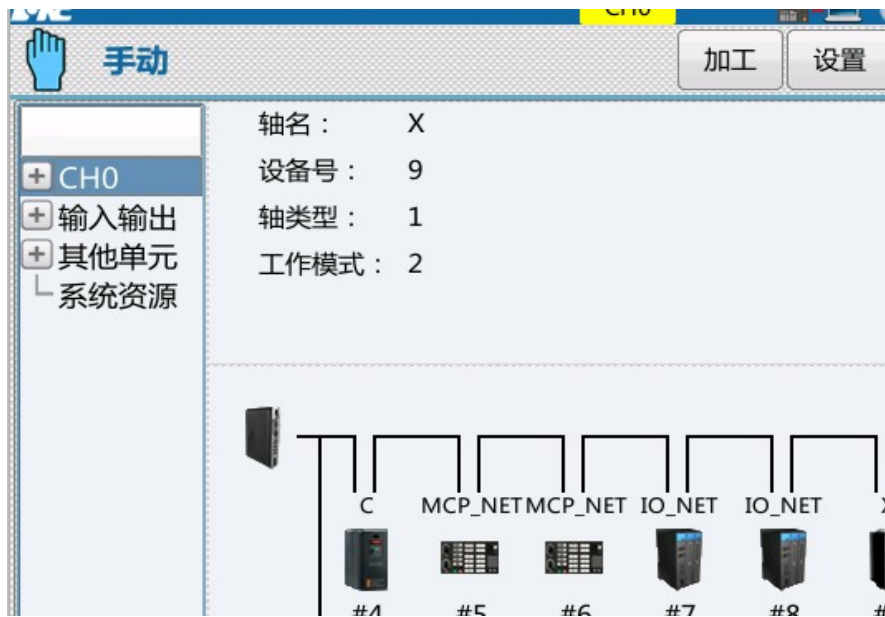 CH0
手动
加工
设置
轴名： X
设备号： 9
轴类型： 1
工作模式： 2
CH0
输入输出
其他单元
系统资源
C MCP_NET MCP_NET IO_NET IO_NET
#4 #5 #6 #7 #8